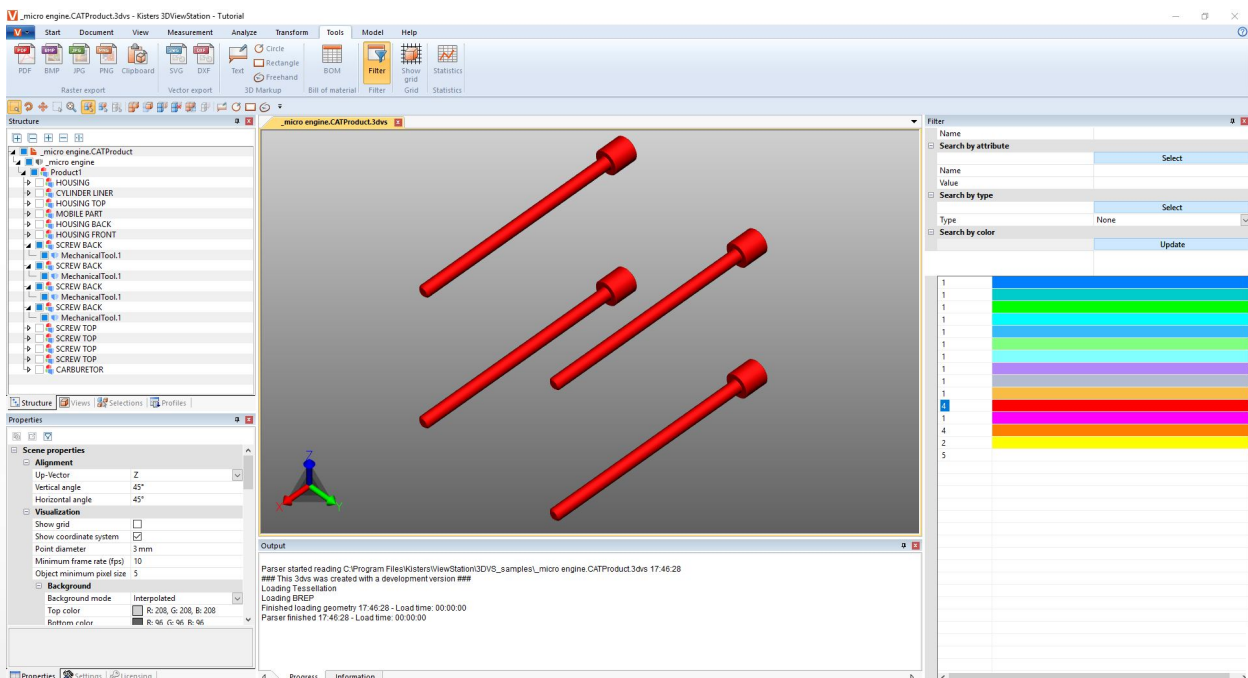 _micro engine.CATProduct.3dvs - Kisters 3DViewStation - Tutorial
V Start Document View Measurement Analyze Transform Tools Model Help
PDF BMP JPG PNG Clipboard SVG DXF Text Circle Rectangle Freehand BOM Filter Show grid Statistics
Raster export Vector export 3D Markup Bill of material Filter Grid Statistics
Structure
_micro engine.CATProduct
_micro engine
Product1
HOUSING
CYLINDER LINER
HOUSING TOP
MOBILE PART
HOUSING BACK
HOUSING FRONT
SCREW BACK
MechanicalTool.1
SCREW BACK
MechanicalTool.1
SCREW BACK
MechanicalTool.1
SCREW BACK
MechanicalTool.1
SCREW TOP
SCREW TOP
SCREW TOP
SCREW TOP
CARBURETOR
Structure Views Selections Profiles
Properties
Scene properties
Alignment
Up-Vector Z
Vertical angle 45°
Horizontal angle 45°
Visualization
Show grid
Show coordinate system
Point diameter 3 mm
Minimum frame rate (fps) 10
Object minimum pixel size 5
Background
Background mode Interpolated
Top color R: 208, G: 208, B: 208
Bottom color R: 96, G: 96, B: 96
Properties Settings Licensing
_micro engine.CATProduct.3dvs
Z
X Y
Output
Parser started reading C:\Program Files\Kisters\ViewStation\3DVS_samples\_micro engine.CATProduct.3dvs 17:46:28
### This 3dvs was created with a development version ###
Loading Tessellation
Loading BREP
Finished loading geometry 17:46:28 - Load time: 00:00:00
Parser finished 17:46:28 - Load time: 00:00:00
Progress Information
Filter
Name
Search by attribute
Select
Name
Value
Search by type
Select
Type None
Search by color
Update
1
1
1
1
1
1
1
1
1
1
4
1
4
2
5